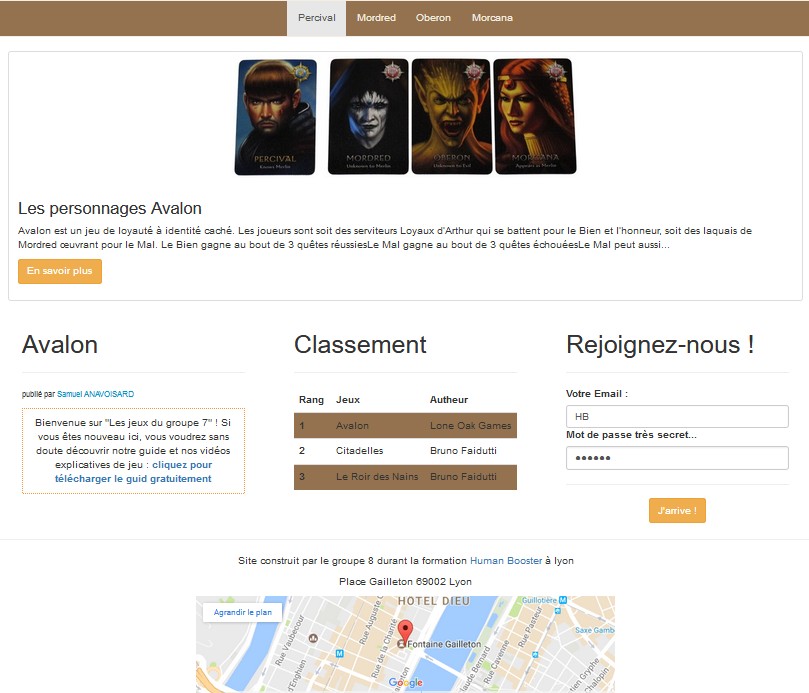 Percival Mordred Oberon Morcana
PERCIVAL
Knows Merlin
MORDRED
Unknown to Merlin
OBERON
Unknown to Evil
MORGANA
Appears as Merlin
Les personnages Avalon
Avalon est un jeu de loyauté à identité caché. Les joueurs sont soit des serviteurs Loyaux d'Arthur qui se battent pour le Bien et l'honneur, soit des laquais de
Mordred œuvrant pour le Mal. Le Bien gagne au bout de 3 quêtes réussiesLe Mal gagne au bout de 3 quêtes échouéesLe Mal peut aussi...
En savoir plus
Avalon
publié par Samuel ANAVOISARD
Bienvenue sur "Les jeux du groupe 7" ! Si
vous êtes nouveau ici, vous voudrez sans
doute découvrir notre guide et nos vidéos
explicatives de jeu : cliquez pour
télécharger le guid gratuitement
Classement
Rang Jeux Autheur
1 Avalon Lone Oak Games
2 Citadelles Bruno Faidutti
3 Le Roir des Nains Bruno Faidutti
Rejoignez-nous !
Votre Email :
HB
Mot de passe très secret...
••••••
J'arrive !
Site construit par le groupe 8 durant la formation Human Booster à lyon
Place Gailleton 69002 Lyon
Agrandir le plan
HOTEL DIEU
Guillotière
M
Rue Vaubecour
Rue Auguste C
Rue de la Charité
Rue Pasteur
Saxe Gamb
M
Fontaine Gailleton
d'Enghien
laude Bernard
Rue Cavenne
Rue d'A
Gryphe
Chalopin
Google